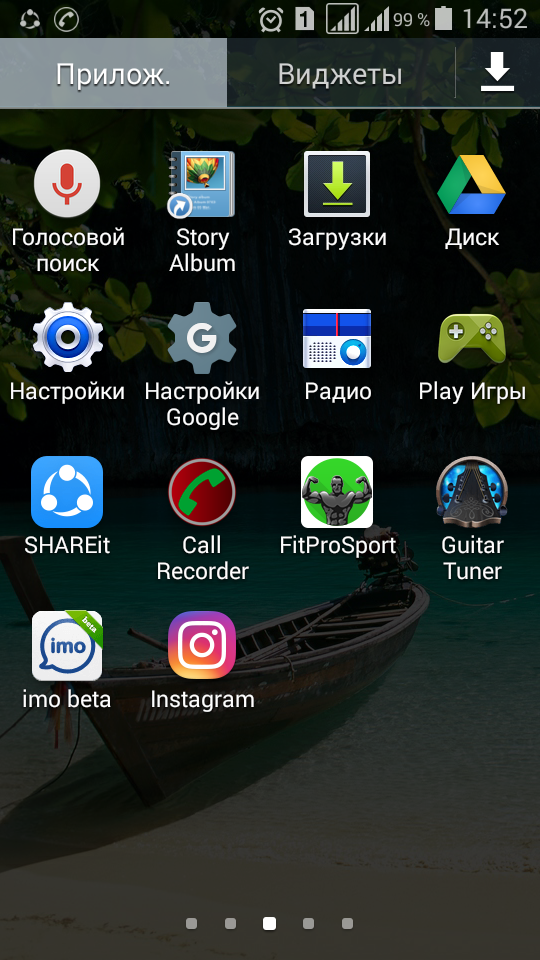 1 99 % 14:52
Прилож. Виджеты
Голосовой поиск
Story Album
Загрузки
Диск
Настройки
G
Настройки Google
Радио
Play Игры
SHAREit
Call Recorder
FitProSport
Guitar Tuner
imo beta
imo beta
Instagram